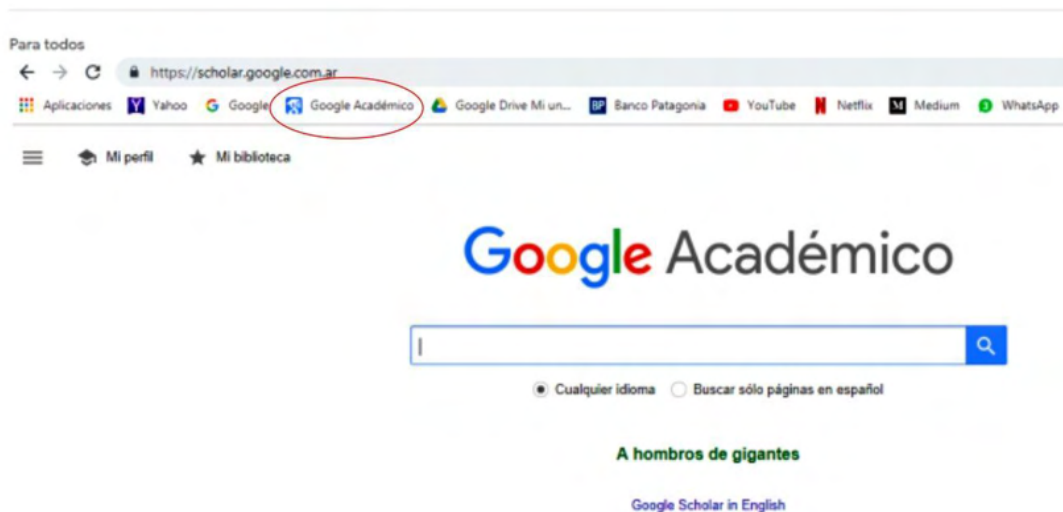 Para todos
https://scholar.google.com.ar
Aplicaciones Yahoo Google Google Académico Google Drive Mi un... BP Banco Patagonia YouTube Netflix Medium WhatsApp
Mi perfil Mi biblioteca
Google Académico
Cualquier idioma Buscar sólo páginas en español
A hombros de gigantes
Google Scholar in English